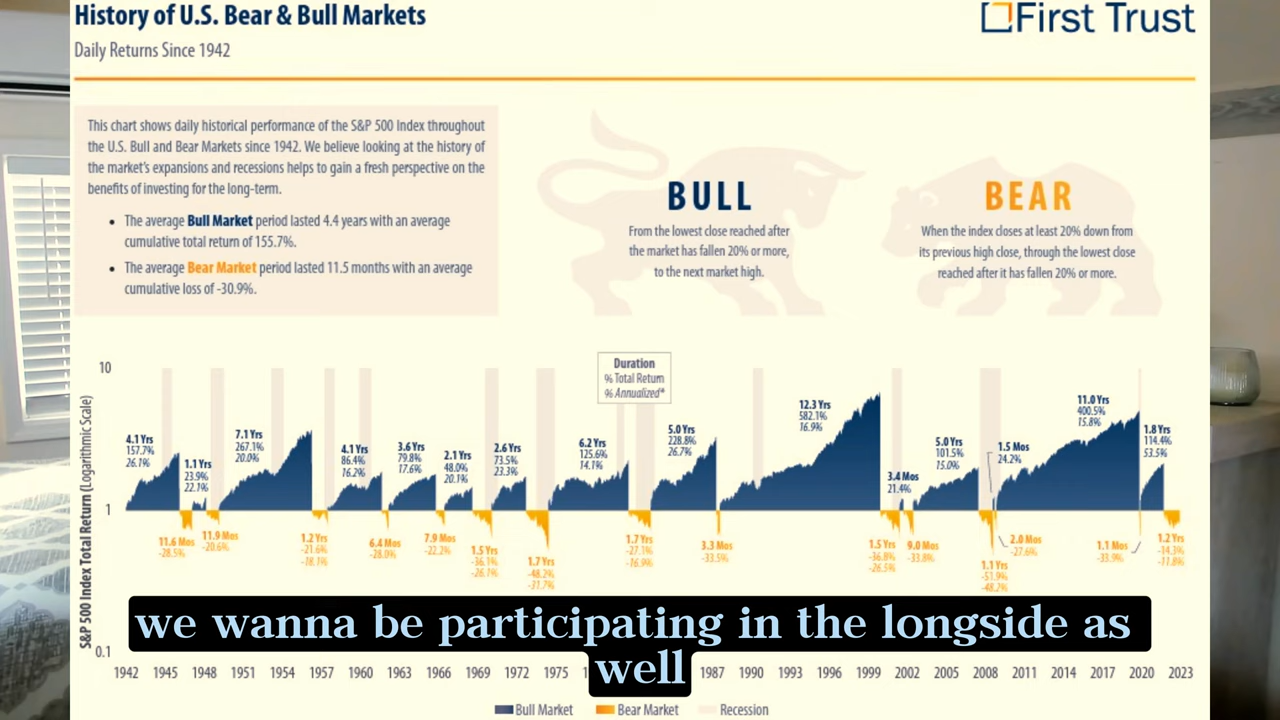 History of U.S. Bear & Bull Markets
First Trust
Daily Returns Since 1942
This chart shows daily historical performance of the S&P 500 Index throughout
the U.S. Bull and Bear Markets since 1942. We believe looking at the history of
the market's expansions and recessions helps to gain a fresh perspective on the
benefits of investing for the long-term.
• The average Bull Market period lasted 4.4 years with an average
cumulative total return of 155.7%.
• The average Bear Market period lasted 11.5 months with an average
cumulative loss of -30.9%.
BULL
From the lowest close reached after
the market has fallen 20% or more,
to the next market high.
BEAR
When the index closes at least 20% down from
its previous high close, through the lowest close
reached after it has fallen 20% or more.
S&P 500 Index Total Return (Logarithmic Scale)
10
1
0.1
Duration
% Total Return
% Annualized*
4.1 Yrs
157.7%
26.1%
1.1 Yrs
23.9%
22.1%
7.1 Yrs
267.1%
20.0%
4.1 Yrs
86.4%
16.2%
3.6 Yrs
79.8%
17.6%
2.1 Yrs
48.0%
20.1%
2.6 Yrs
73.5%
23.3%
6.2 Yrs
125.6%
14.1%
5.0 Yrs
228.8%
26.7%
12.3 Yrs
582.1%
16.9%
3.4 Mos
21.4%
5.0 Yrs
101.5%
15.0%
1.5 Mos
24.2%
11.0 Yrs
400.5%
15.8%
1.8 Yrs
114.4%
53.5%
11.6 Mos
-28.5%
11.9 Mos
-20.6%
1.2 Yrs
-21.6%
-18.1%
6.4 Mos
-28.0%
7.9 Mos
-22.2%
1.5 Yrs
-36.1%
-26.1%
1.7 Yrs
-48.2%
-31.7%
1.7 Yrs
-27.1%
-16.9%
3.3 Mos
-33.5%
1.5 Yrs
-36.8%
-26.5%
9.0 Mos
-33.8%
1.1 Yrs
-51.9%
-48.2%
2.0 Mos
-27.6%
1.1 Mos
-33.9%
1.2 Yrs
-14.3%
-11.8%
we wanna be participating in the longside as
well
1942 1945 1948 1951 1954 1957 1960 1963 1966 1969 1972 1975 1987 1990 1993 1996 1999 2002 2005 2008 2011 2014 2017 2020 2023
Bull Market Bear Market Recession